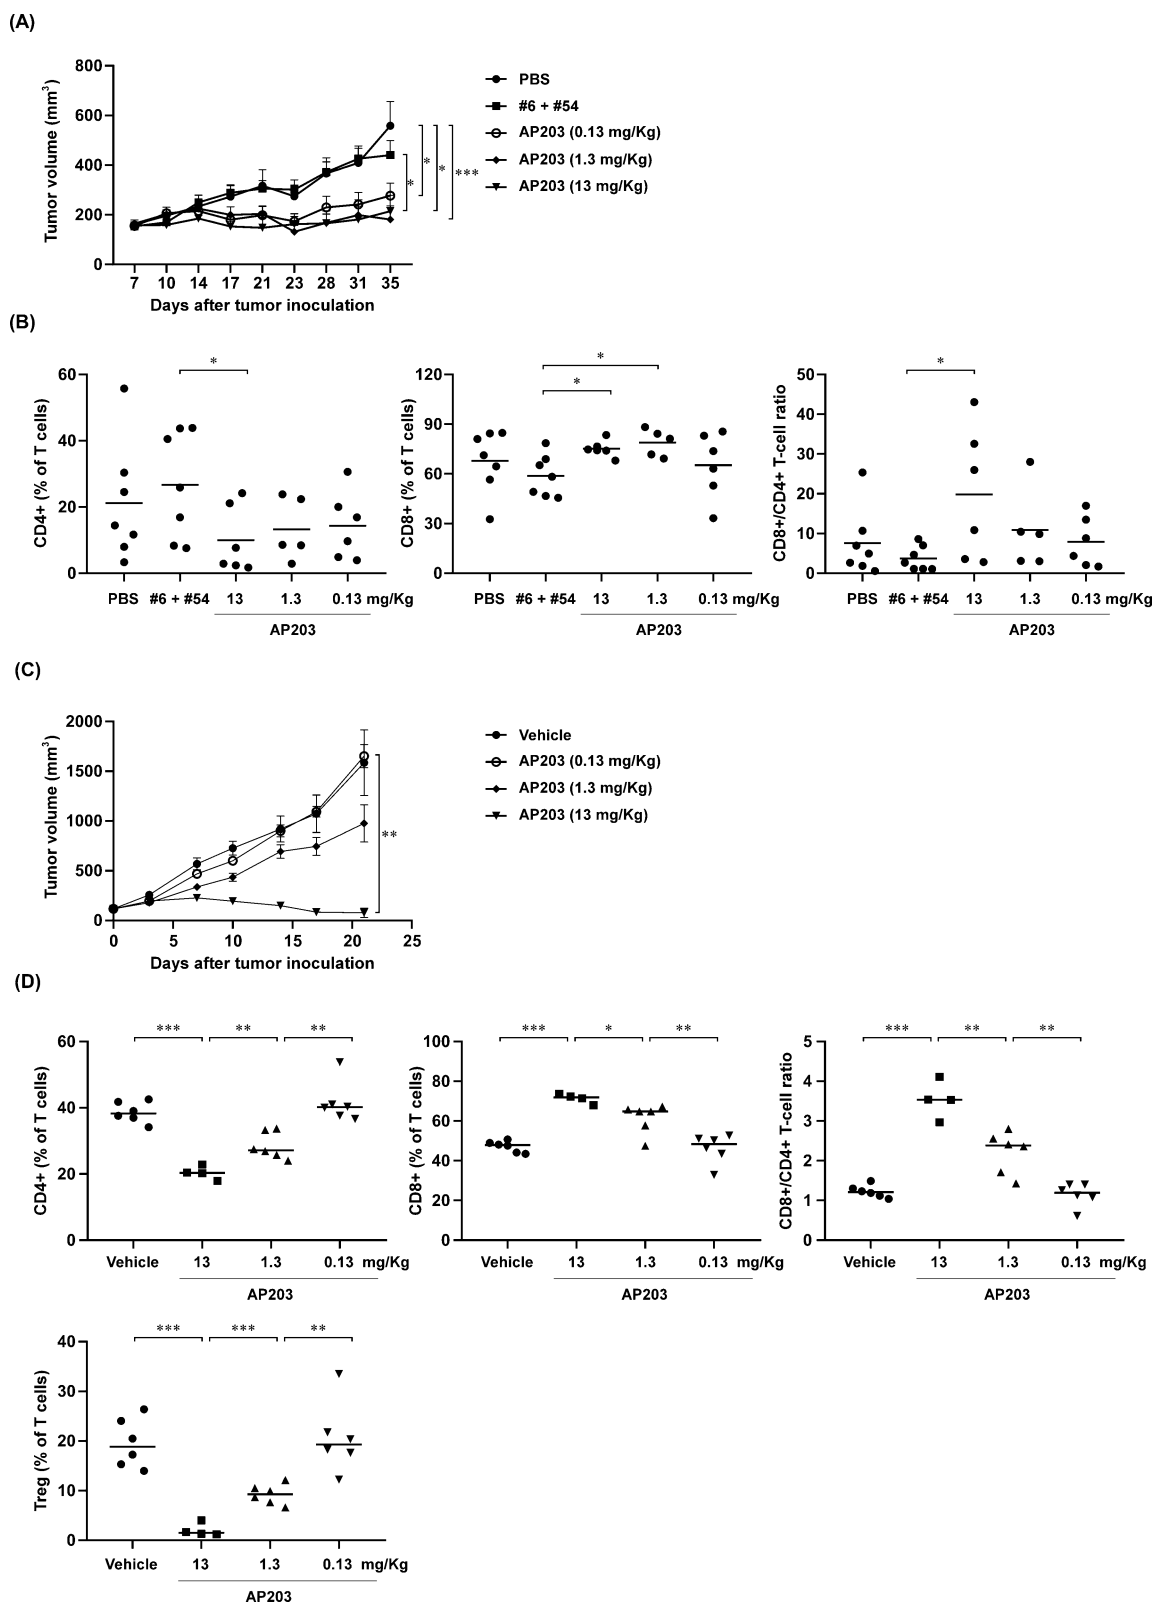 (A)
Tumor volume (mm³)
800
600
400
200
0
7 10 14 17 21 23 28 31 35
Days after tumor inoculation
PBS
#6 + #54
AP203 (0.13 mg/Kg)
AP203 (1.3 mg/Kg)
AP203 (13 mg/Kg)
* * * ***
(B)
CD4+ (% of T cells)
60
40
20
0
*
PBS #6 + #54 13 1.3 0.13 mg/Kg
AP203
CD8+ (% of T cells)
120
90
60
30
0
*
*
PBS #6 + #54 13 1.3 0.13 mg/Kg
AP203
CD8+/CD4+ T-cell ratio
50
40
30
20
10
0
*
PBS #6 + #54 13 1.3 0.13 mg/Kg
AP203
(C)
Tumor volume (mm³)
2000
1500
1000
500
0
0 5 10 15 20 25
Days after tumor inoculation
Vehicle
AP203 (0.13 mg/Kg)
AP203 (1.3 mg/Kg)
AP203 (13 mg/Kg)
**
(D)
CD4+ (% of T cells)
60
40
20
0
*** ** **
Vehicle 13 1.3 0.13 mg/Kg
AP203
CD8+ (% of T cells)
100
80
60
40
20
0
*** * **
Vehicle 13 1.3 0.13 mg/Kg
AP203
CD8+/CD4+ T-cell ratio
5
4
3
2
1
0
*** ** **
Vehicle 13 1.3 0.13 mg/Kg
AP203
Treg (% of T cells)
40
30
20
10
0
*** *** **
Vehicle 13 1.3 0.13 mg/Kg
AP203